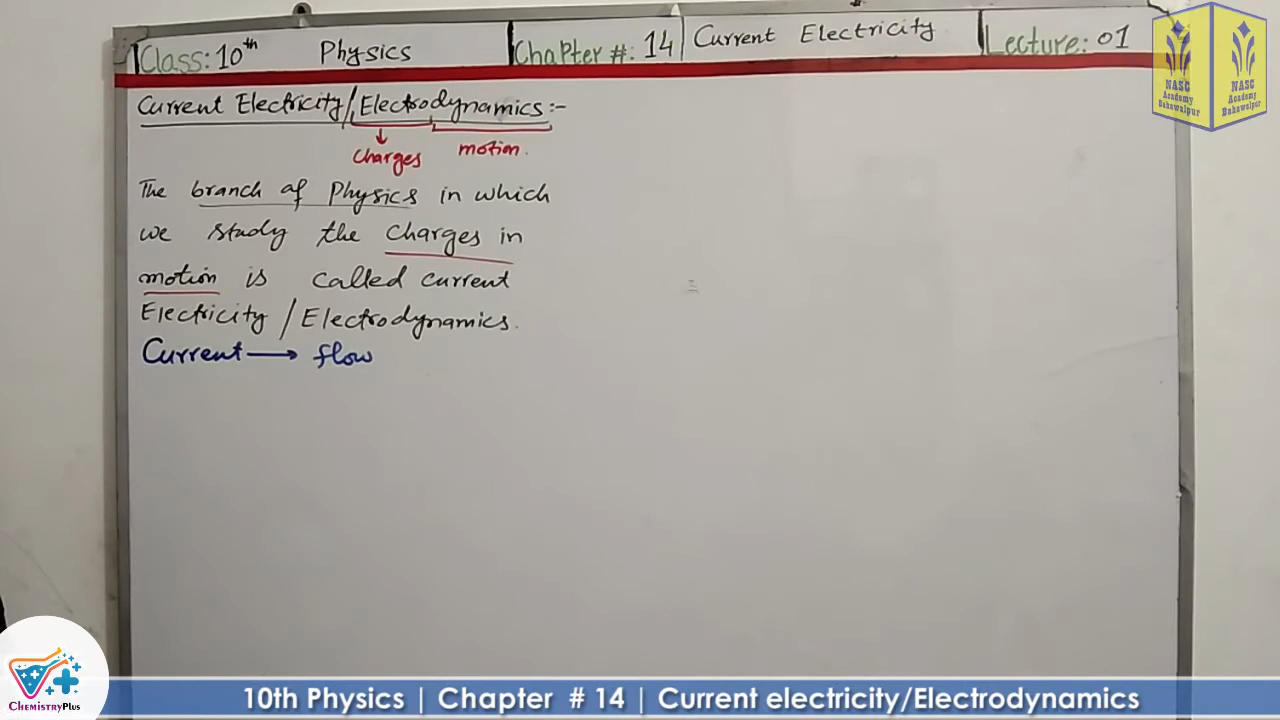 Class: 10th Physics Chapter #: 14 Current Electricity Lecture: 01
NASC Academy Bahawalpur
NASC Academy Bahawalpur
Current Electricity/Electrodynamics:-
charges motion.
The branch of Physics in which
we study the charges in
motion is called current
Electricity / Electrodynamics.
Current → flow
ChemistryPlus
10th Physics | Chapter # 14 | Current electricity/Electrodynamics